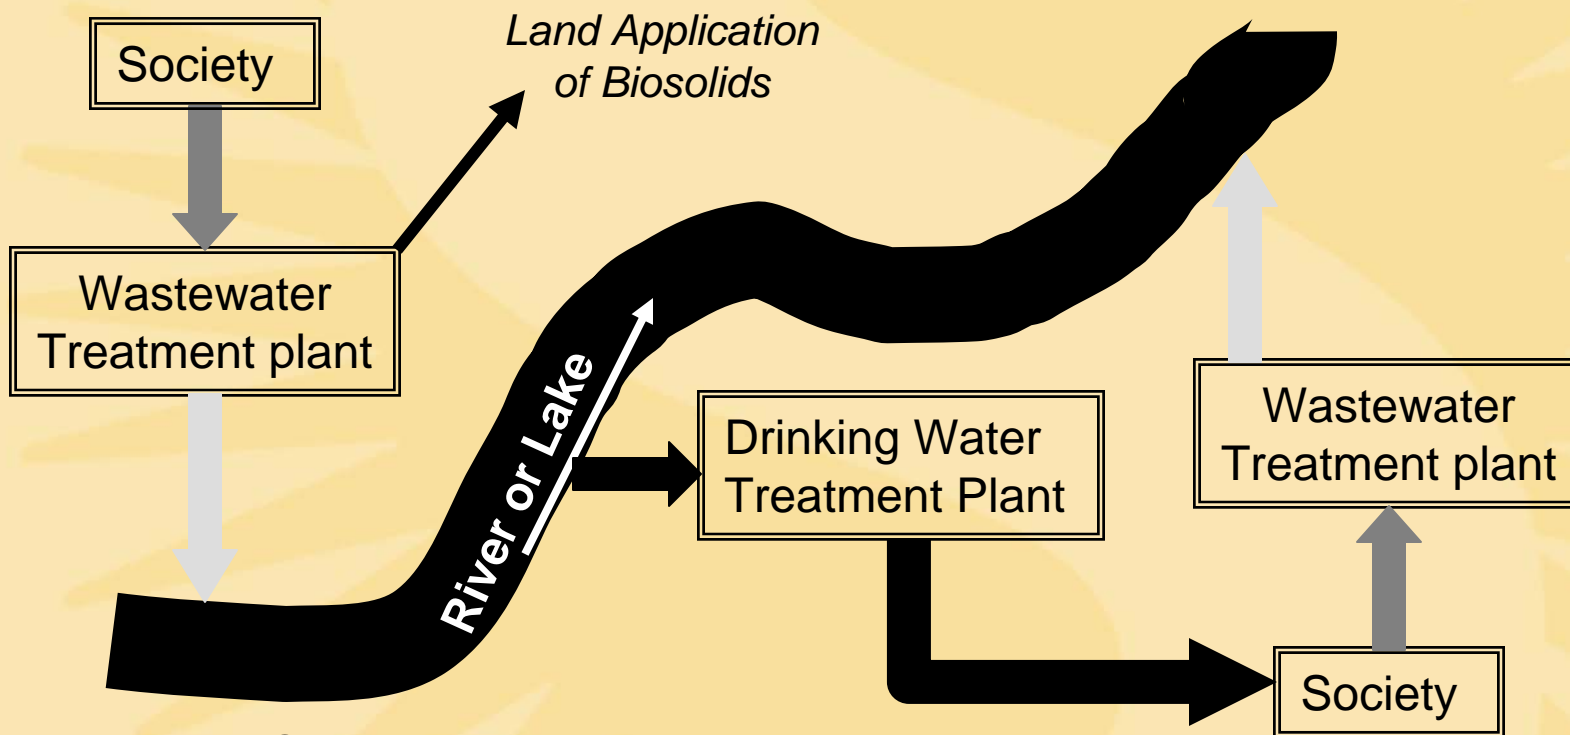 Land Application
of Biosolids
Society
Wastewater
Treatment plant
River or Lake
Drinking Water
Treatment Plant
Wastewater
Treatment plant
Society